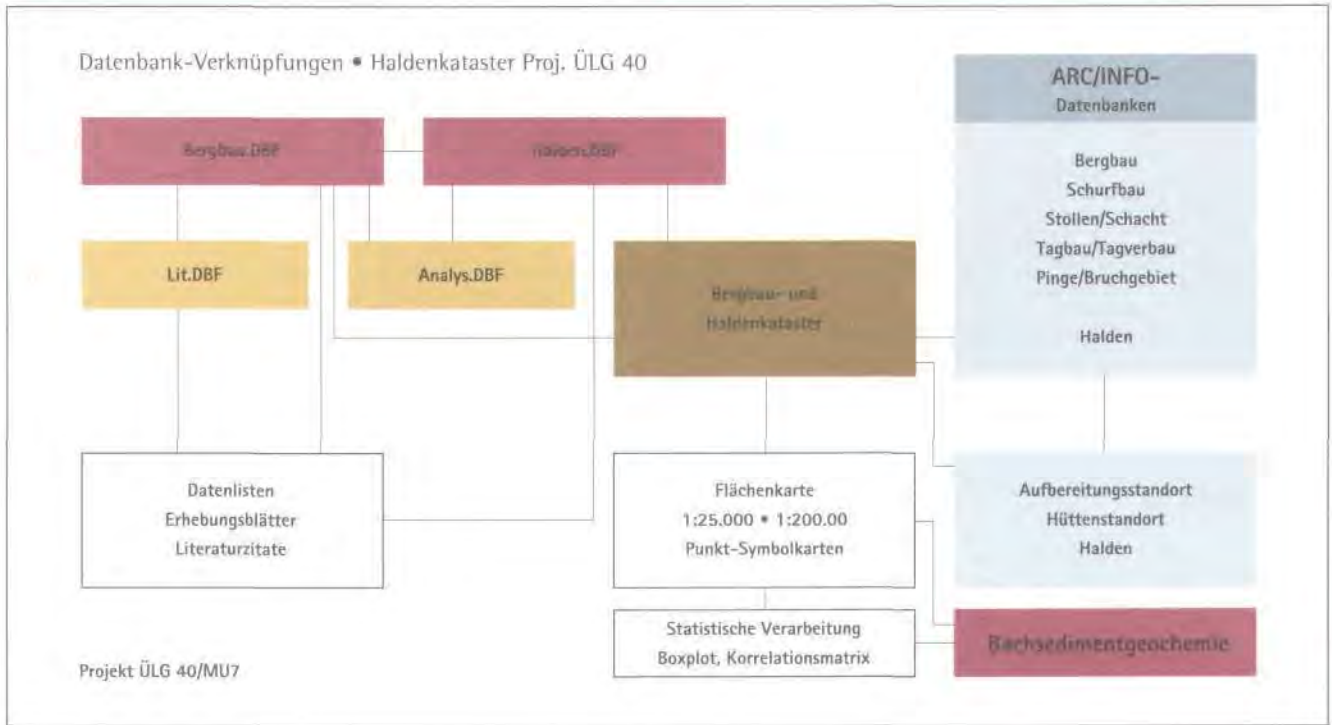 Datenbank-Verknüpfungen • Haldenkataster Proj. ÜLG 40
Bergbau.DBF
Halden.DBF
Lit.DBF
Analys.DBF
Bergbau- und
Haldenkataster
ARC/INFO-
Datenbanken
Bergbau
Schurfbau
Stollen/Schacht
Tagbau/Tagverbau
Pinge/Bruchgebiet
Halden
Datenlisten
Erhebungsblätter
Literaturzitate
Flächenkarte
1:25.000 • 1:200.00
Punkt-Symbolkarten
Aufbereitungsstandort
Hüttenstandort
Halden
Statistische Verarbeitung
Boxplot, Korrelationsmatrix
Bachsedimentgeochemie
Projekt ÜLG 40/MU7